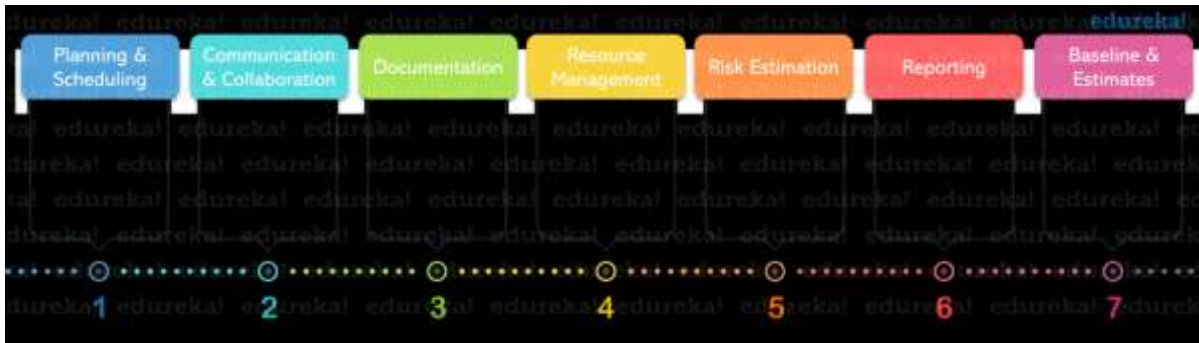 edureka!
Planning &
Scheduling
Communication
& Collaboration
Documentation
Resource
Management
Risk Estimation
Reporting
Baseline &
Estimates
1
2
3
4
5
6
7